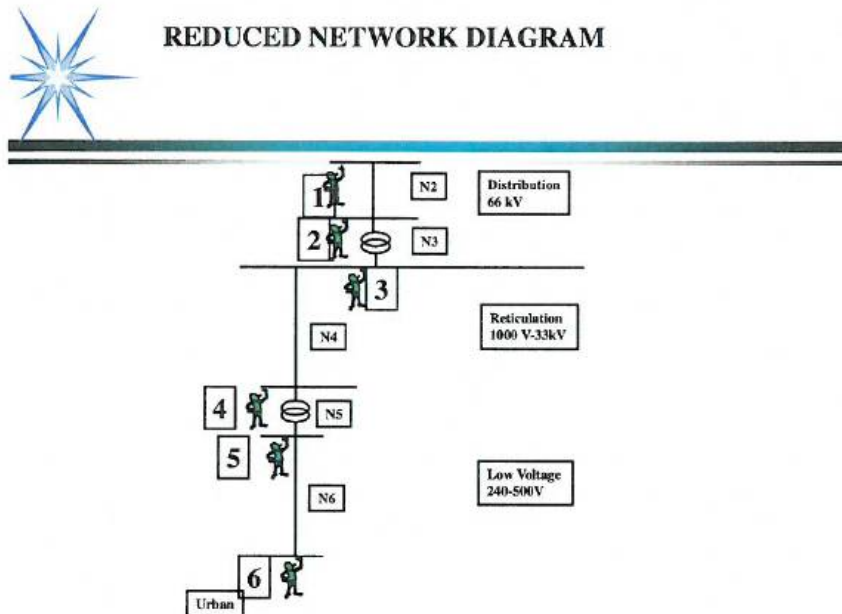 REDUCED NETWORK DIAGRAM
1
N2
Distribution
66 kV
2
N3
3
Reticulation
1000 V-33kV
N4
4
N5
5
Low Voltage
240-500V
N6
6
Urban